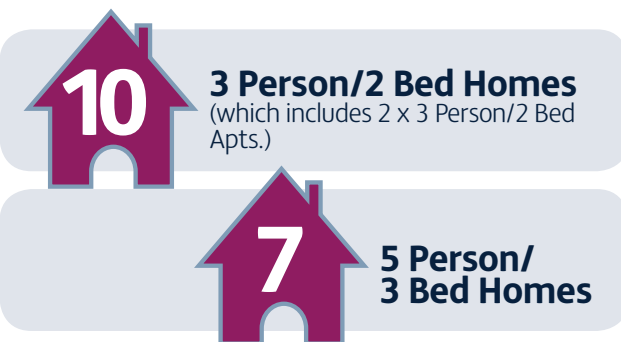 10
3 Person/2 Bed Homes
(which includes 2 x 3 Person/2 Bed
Apts.)
7
5 Person/
3 Bed Homes